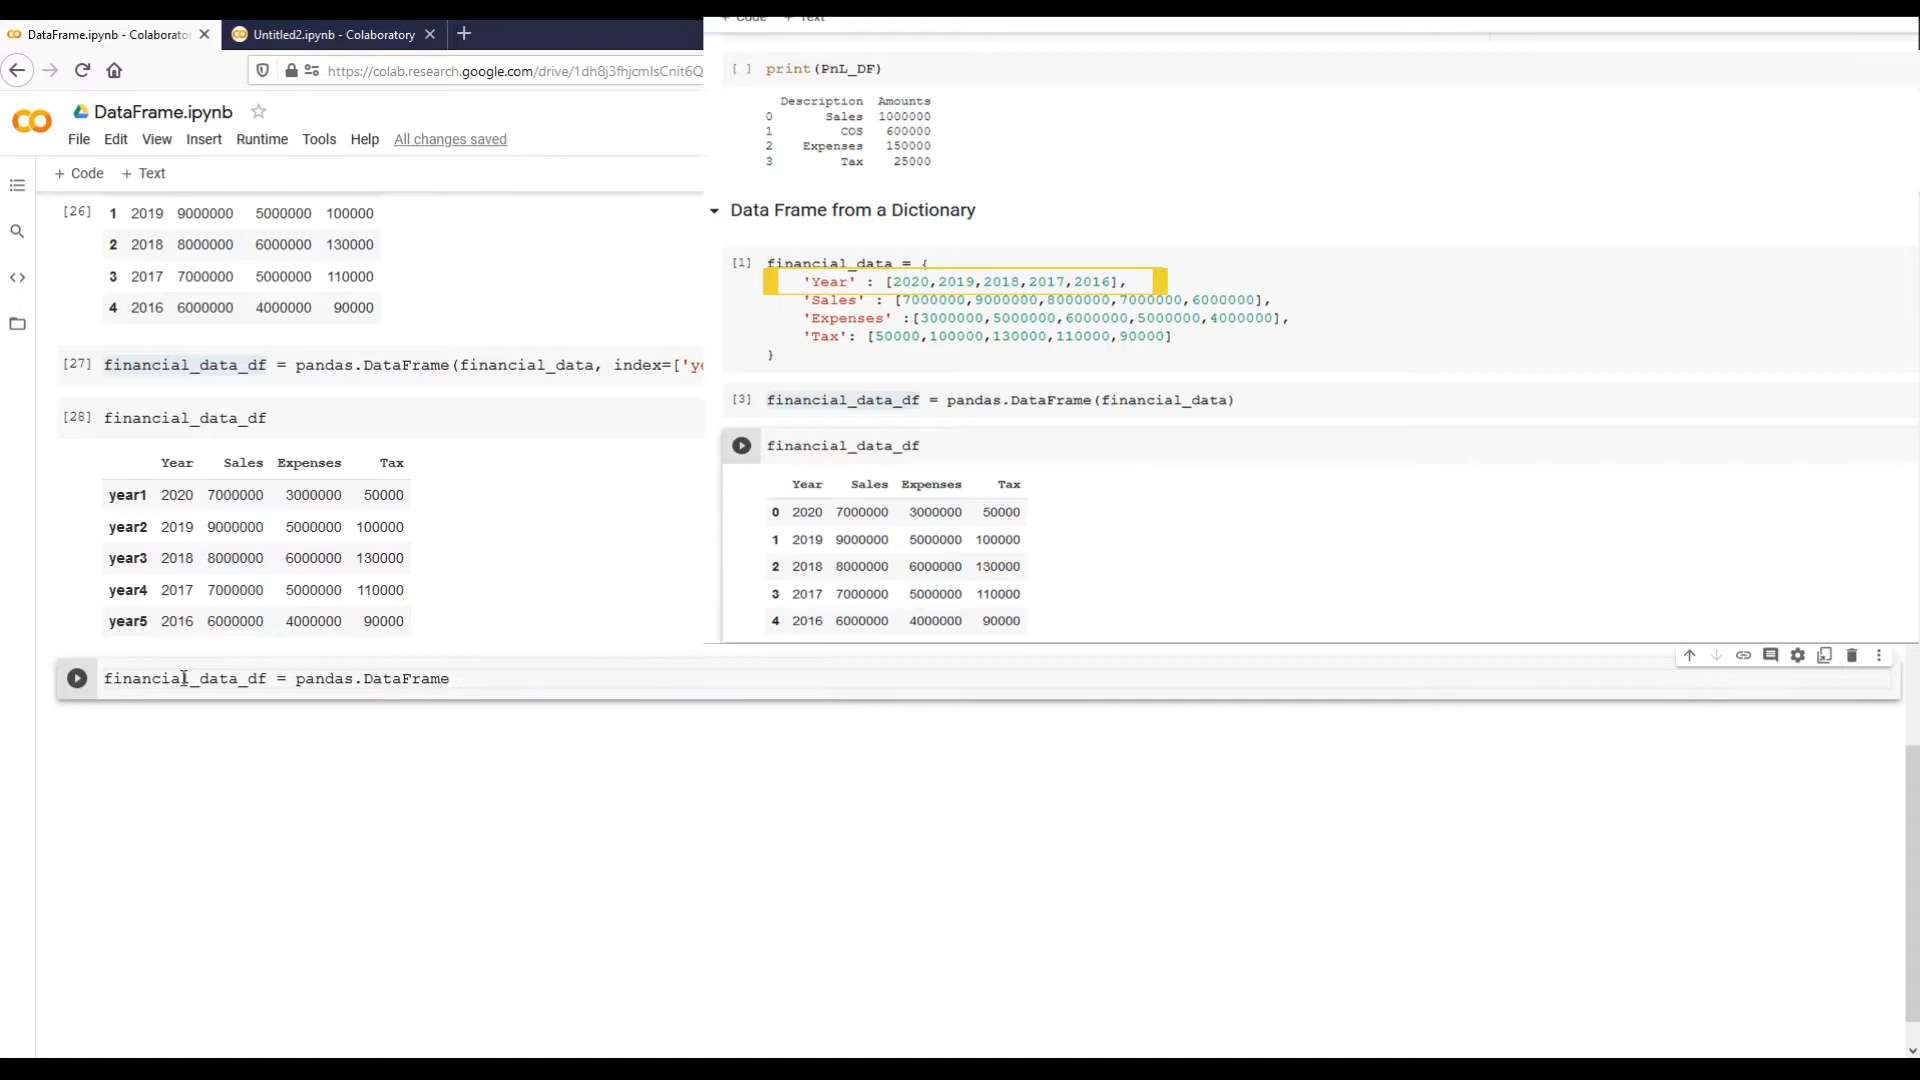 DataFrame.ipynb - Colaborato
Untitled2.ipynb - Colaboratory
https://colab.research.google.com/drive/1dh8j3fhjcmIsCnit6Q
DataFrame.ipynb
File Edit View Insert Runtime Tools Help All changes saved
+ Code + Text
[26] 1 2019 9000000 5000000 100000
2 2018 8000000 6000000 130000
3 2017 7000000 5000000 110000
4 2016 6000000 4000000 90000
[27] financial_data_df = pandas.DataFrame(financial_data, index=['ye
[28] financial_data_df
Year Sales Expenses Tax
year1 2020 7000000 3000000 50000
year2 2019 9000000 5000000 100000
year3 2018 8000000 6000000 130000
year4 2017 7000000 5000000 110000
year5 2016 6000000 4000000 90000
financial_data_df = pandas.DataFrame
+ Code + Text
[ ] print(PnL_DF)
Description Amounts
0 Sales 1000000
1 COS 600000
2 Expenses 150000
3 Tax 25000
Data Frame from a Dictionary
[1] financial_data = {
'Year' : [2020,2019,2018,2017,2016],
'Sales' : [7000000,9000000,8000000,7000000,6000000],
'Expenses' :[3000000,5000000,6000000,5000000,4000000],
'Tax': [50000,100000,130000,110000,90000]
}
[3] financial_data_df = pandas.DataFrame(financial_data)
financial_data_df
Year Sales Expenses Tax
0 2020 7000000 3000000 50000
1 2019 9000000 5000000 100000
2 2018 8000000 6000000 130000
3 2017 7000000 5000000 110000
4 2016 6000000 4000000 90000